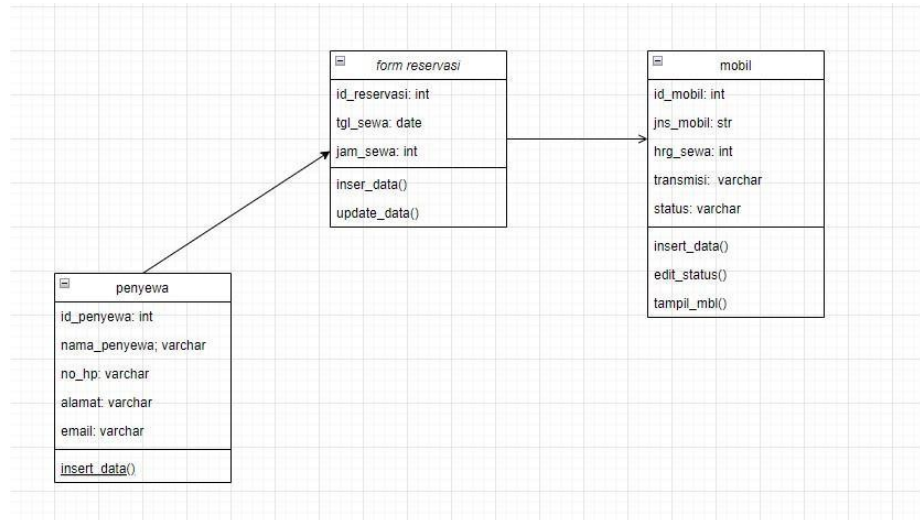 form reservasi
id_reservasi: int
tgl_sewa: date
jam_sewa: int
inser_data()
update_data()
mobil
id_mobil: int
jns_mobil: str
hrg_sewa: int
transmisi: varchar
status: varchar
insert_data()
edit_status()
tampil_mbl()
penyewa
id_penyewa: int
nama_penyewa; varchar
no_hp: varchar
alamat: varchar
email: varchar
insert_data()